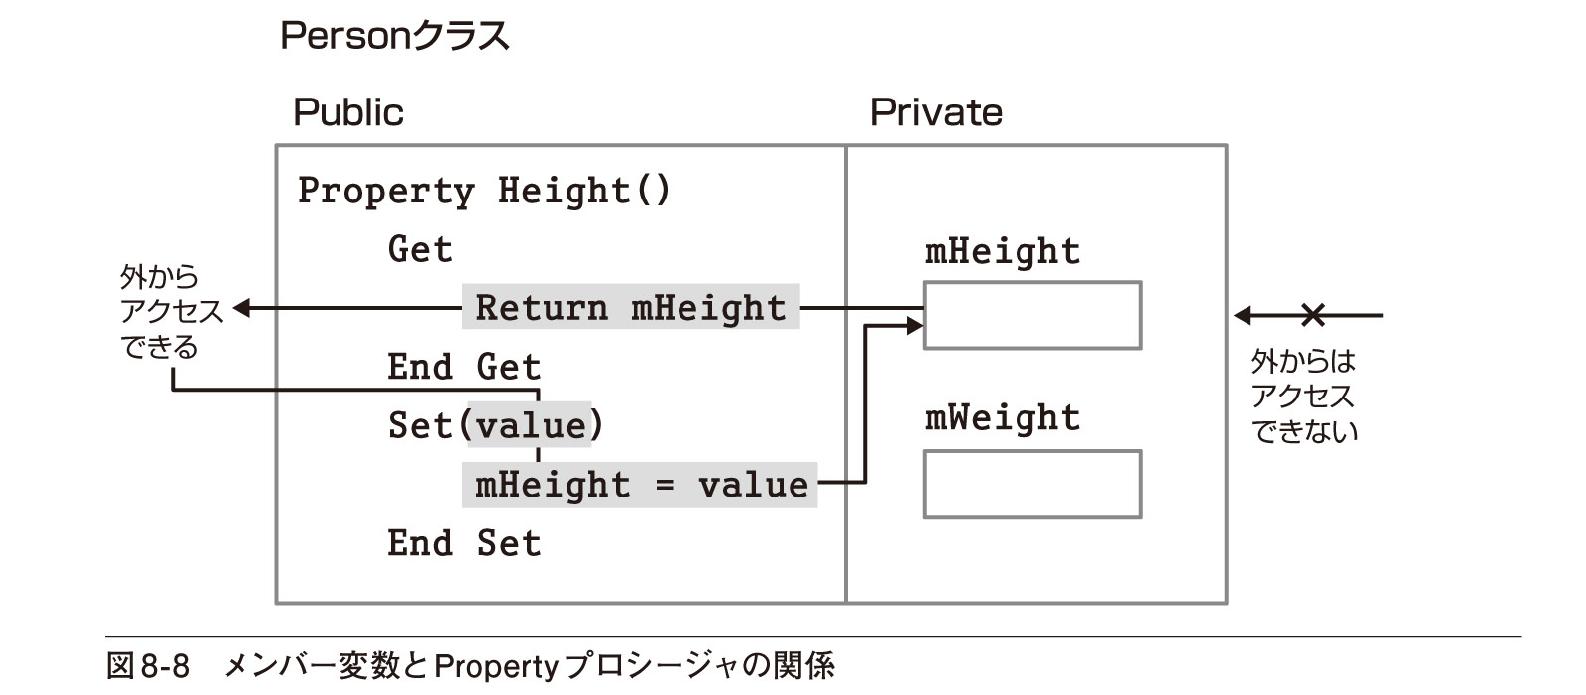 Personクラス
Public
Private
Property Height()
Get
Return mHeight
End Get
Set(value)
mHeight = value
End Set
mHeight
mWeight
外から
アクセス
できる
外からは
アクセス
できない
図8-8 メンバー変数とPropertyプロシージャの関係